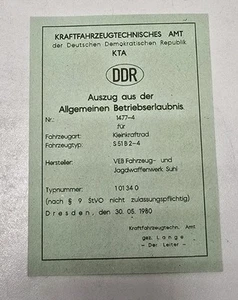 KRAFTFAHRZEUGTECHNISCHES AMT
der Deutschen Demokratischen Republik
KTA
DDR
Auszug aus der
Allgemeinen Betriebserlaubnis
Nr. 1477-4
für
Fahrzeugart: Kleinkraftrad
Fahrzeugtyp: S 51 B 2-4
Hersteller: VEB Fahrzeug- und
Jagdwaffenwerk Suhl
Typnummer: 1 01 34 0
(nach § 9 StVO nicht zulassungspflichtig)
Dresden, den 30. 05. 1980
Kraftfahrzeugtechn. Amt
gez. Lange
- Der Leiter -